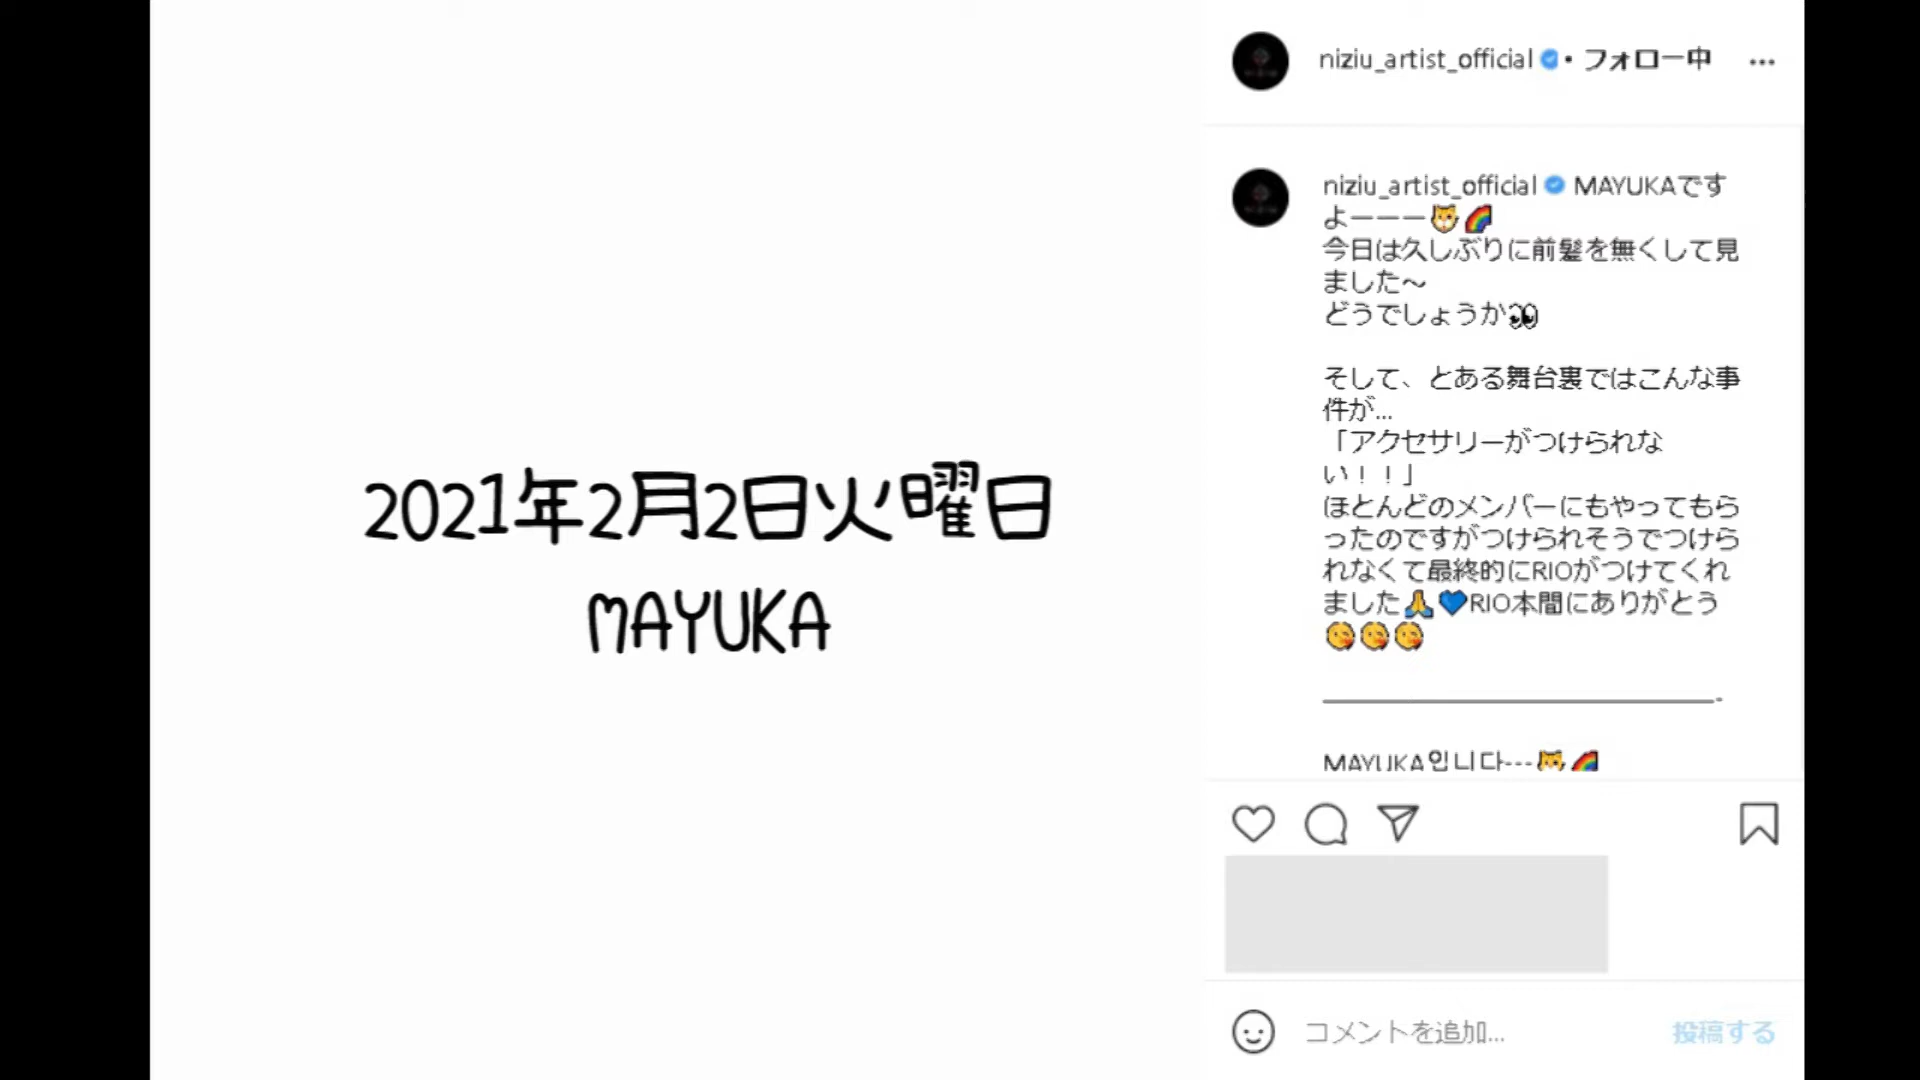 2021年2月2日火曜日
MAYUKA
niziu_artist_official • フォロー中 ...
niziu_artist_official MAYUKAです
よーーー🐯🌈
今日は久しぶりに前髪を無くして見
ました〜
どうでしょうか👀
そして、とある舞台裏ではこんな事
件が...
「アクセサリーがつけられな
い！！」
ほとんどのメンバーにもやってもら
ったのですがつけられそうでつけら
れなくて最終的にRIOがつけてくれ
ました🙏💙RIO本間にありがとう
😘😘😘
MAYUKA입니다---🐯🌈
コメントを追加...
投稿する